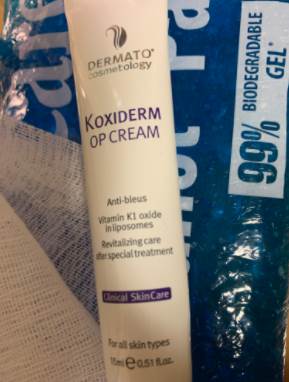 DERMATO
cosmetology
KOXIDERM
OP CREAM
Anti-bleus
Vitamin K1 oxide
in liposomes
Revitalizing care
after special treatment
Clinical SkinCare
For all skin types
15ml e 0.51 fl.oz.
99%
BIODEGRADABLE
GEL*